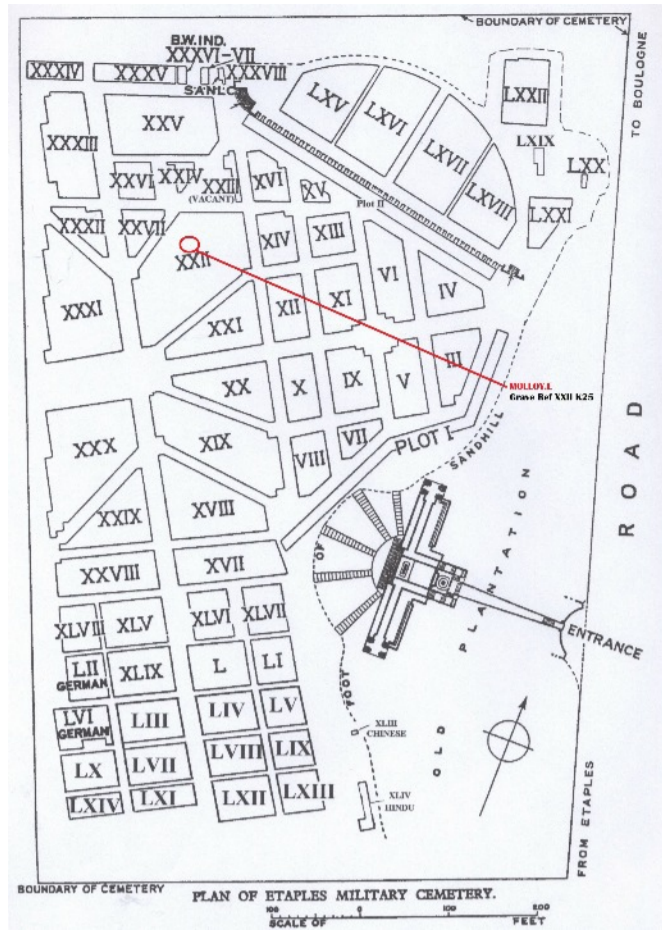 BOUNDARY OF CEMETERY
B.W.IND.
XXXVI-VII
XXXIV
XXXV
XXXVIII
S.A.N.L.C.
TO BOULOGNE
LXV
LXVI
LXVII
LXVIII
LXXII
LXIX
LXX
LXXI
XXXIII
XXV
XXVI
XXIV
XXIII
(VACANT)
XVI
XV
Plot II
XXXII
XXVII
XXII
XIV
XIII
VI
IV
XXXI
XXI
XII
XI
XX
X
IX
V
III
MOLLOY.L
Grave Ref XXII K25
XXX
XIX
VIII
VII
PLOT I
SANDHILL
ROAD
XXIX
XVIII
XXVIII
XVII
OF
OLD PLANTATION
ENTRANCE
XLVIII
XLV
XLVI
XLVII
LII
GERMAN
XLIX
L
LI
FOOT
LVI
GERMAN
LIII
LIV
LV
XLIII
CHINESE
LX
LVII
LVIII
LIX
LXIV
LXI
LXII
LXIII
XLIV
HINDU
FROM ETAPLES
BOUNDARY OF CEMETERY
PLAN OF ETAPLES MILITARY CEMETERY.
100 0 100 200
SCALE OF FEET